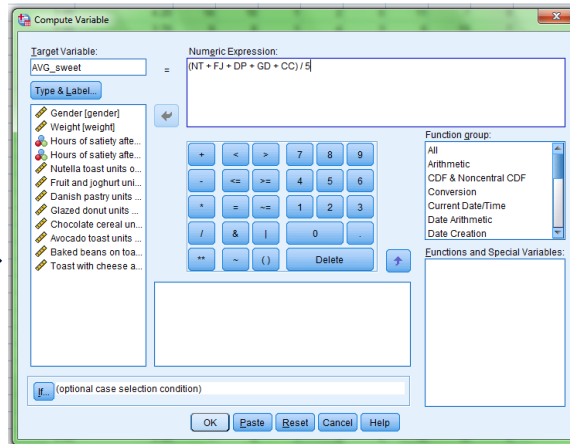 Compute Variable
Target Variable:
AVG_sweet
=
Numeric Expression:
(NT + FJ + DP + GD + CC) / 5
Type & Label...
Gender [gender]
Weight [weight]
Hours of satiety afte...
Hours of satiety afte...
Nutella toast units o...
Fruit and joghurt uni...
Danish pastry units ...
Glazed donut units ...
Chocolate cereal un...
Avocado toast units ...
Baked beans on toa...
Toast with cheese a...
+ < > 7 8 9
- <= >= 4 5 6
* = ~= 1 2 3
/ & | 0 .
** ~ ( ) Delete
Function group:
All
Arithmetic
CDF & Noncentral CDF
Conversion
Current Date/Time
Date Arithmetic
Date Creation
Functions and Special Variables:
If... (optional case selection condition)
OK Paste Reset Cancel Help